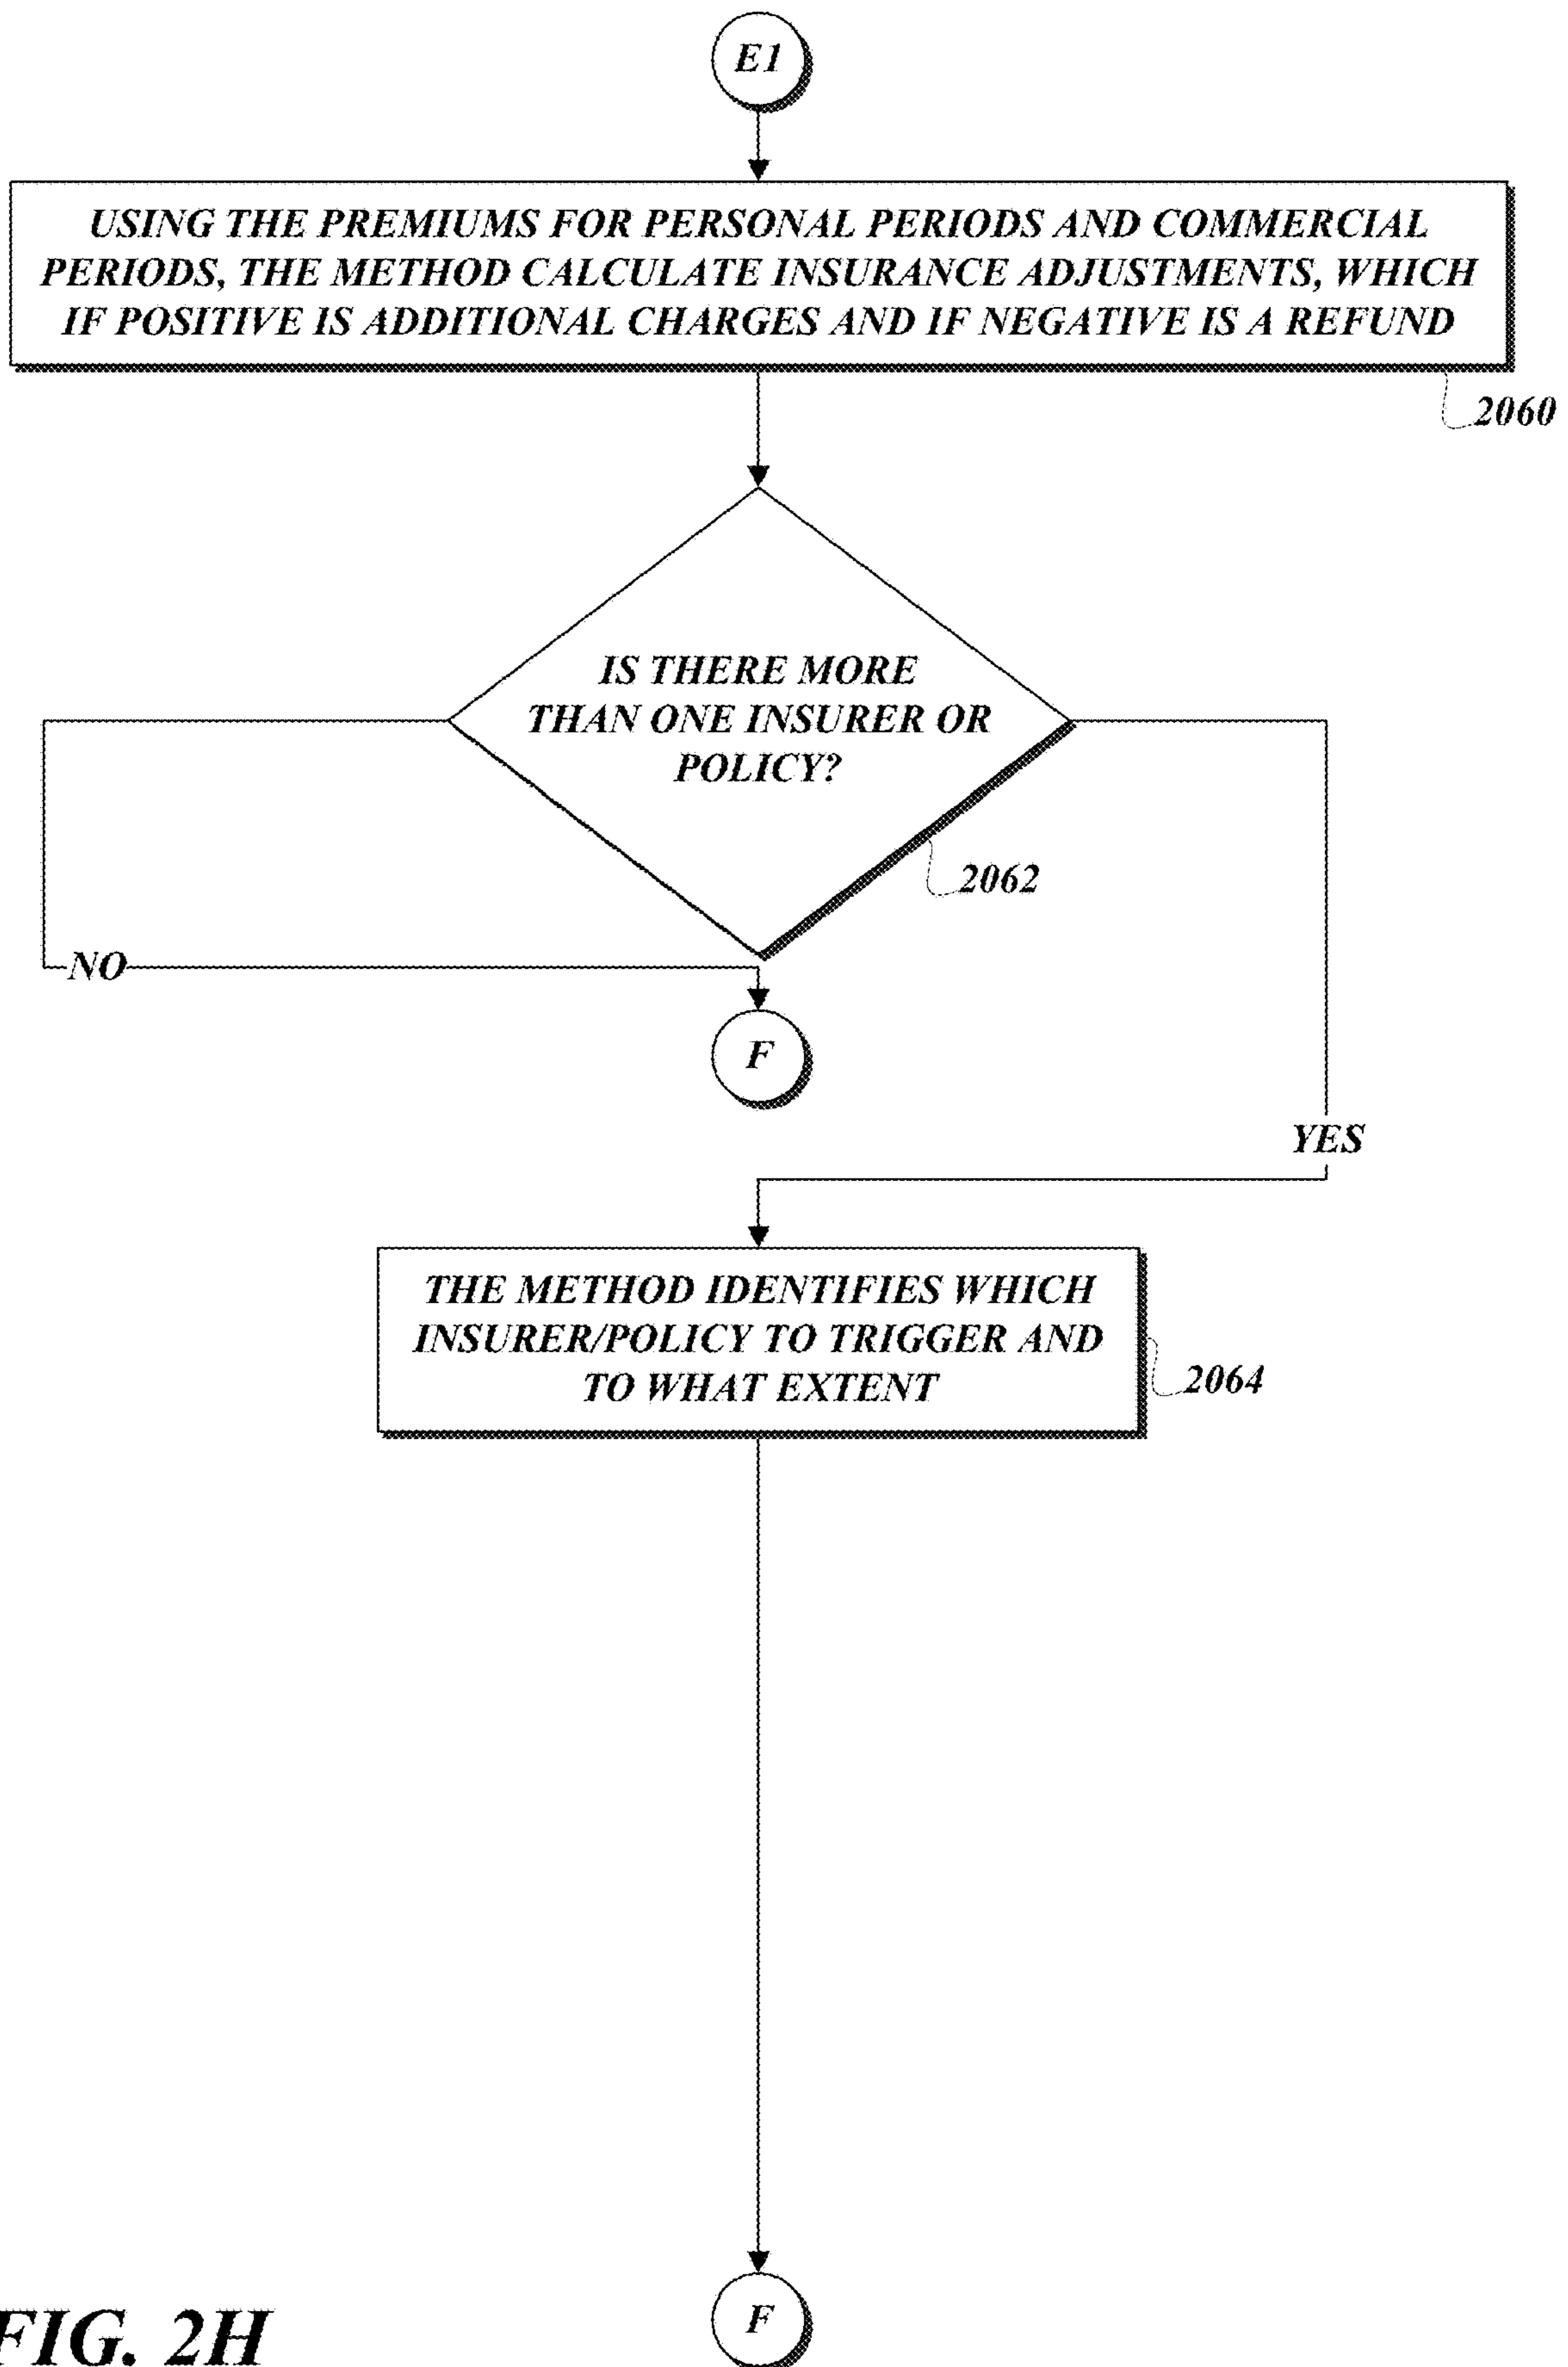 E1
USING THE PREMIUMS FOR PERSONAL PERIODS AND COMMERCIAL
PERIODS, THE METHOD CALCULATE INSURANCE ADJUSTMENTS, WHICH
IF POSITIVE IS ADDITIONAL CHARGES AND IF NEGATIVE IS A REFUND
2060
IS THERE MORE
THAN ONE INSURER OR
POLICY?
2062
NO
F
YES
THE METHOD IDENTIFIES WHICH
INSURER/POLICY TO TRIGGER AND
TO WHAT EXTENT
2064
F
FIG. 2H